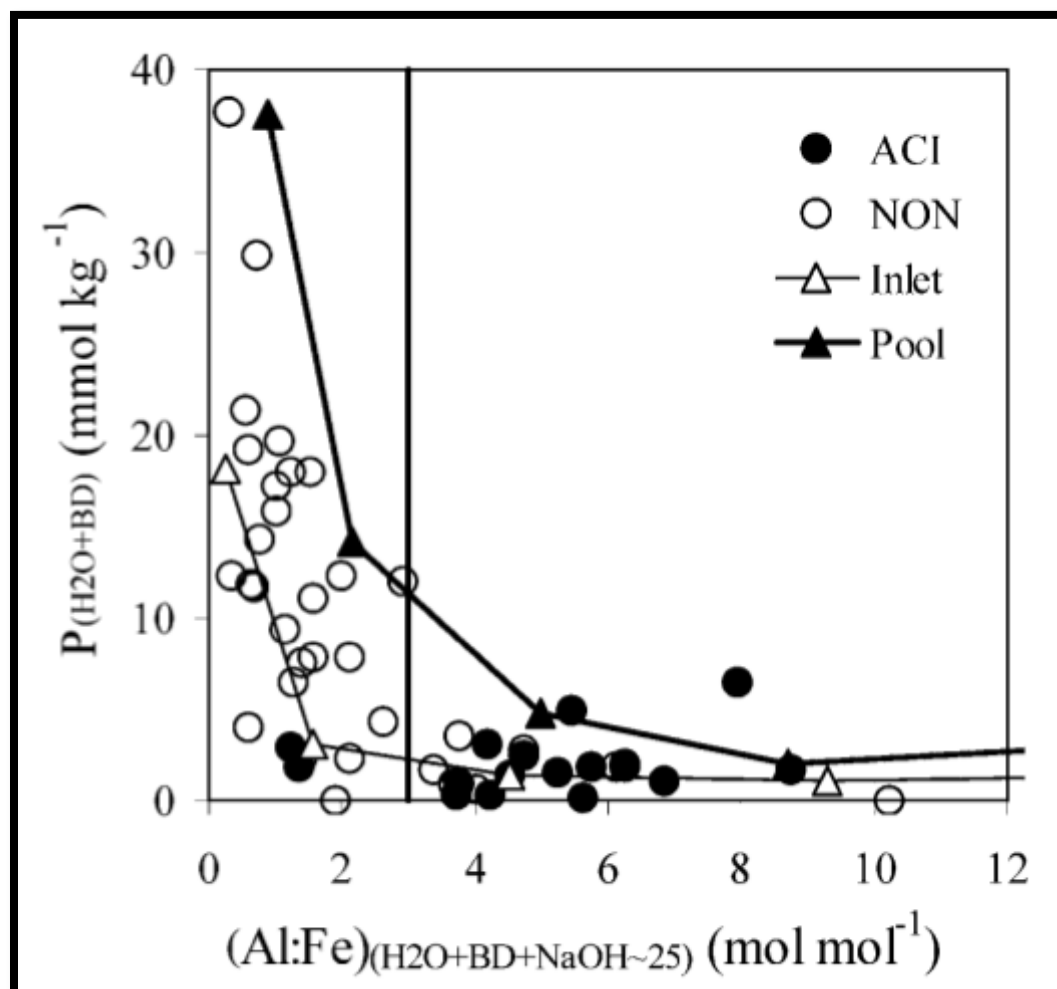 40
30
20
10
0
P(H2O+BD) (mmol kg-1)
ACI
NON
Inlet
Pool
0 2 4 6 8 10 12
(Al:Fe)(H2O+BD+NaOH~25) (mol mol-1)